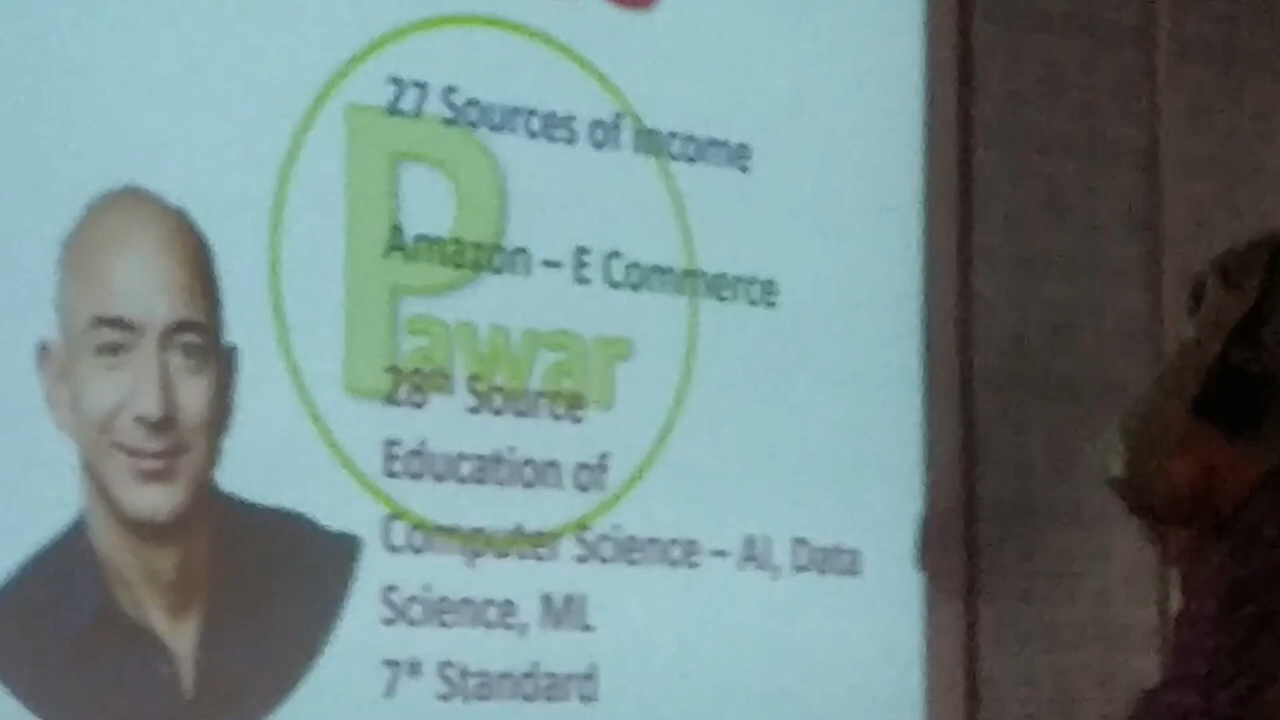 27 Sources of Income
Amazon – E Commerce
Pawar
28th Source
Education of
Computer Science – AI, Data
Science, ML
7th Standard